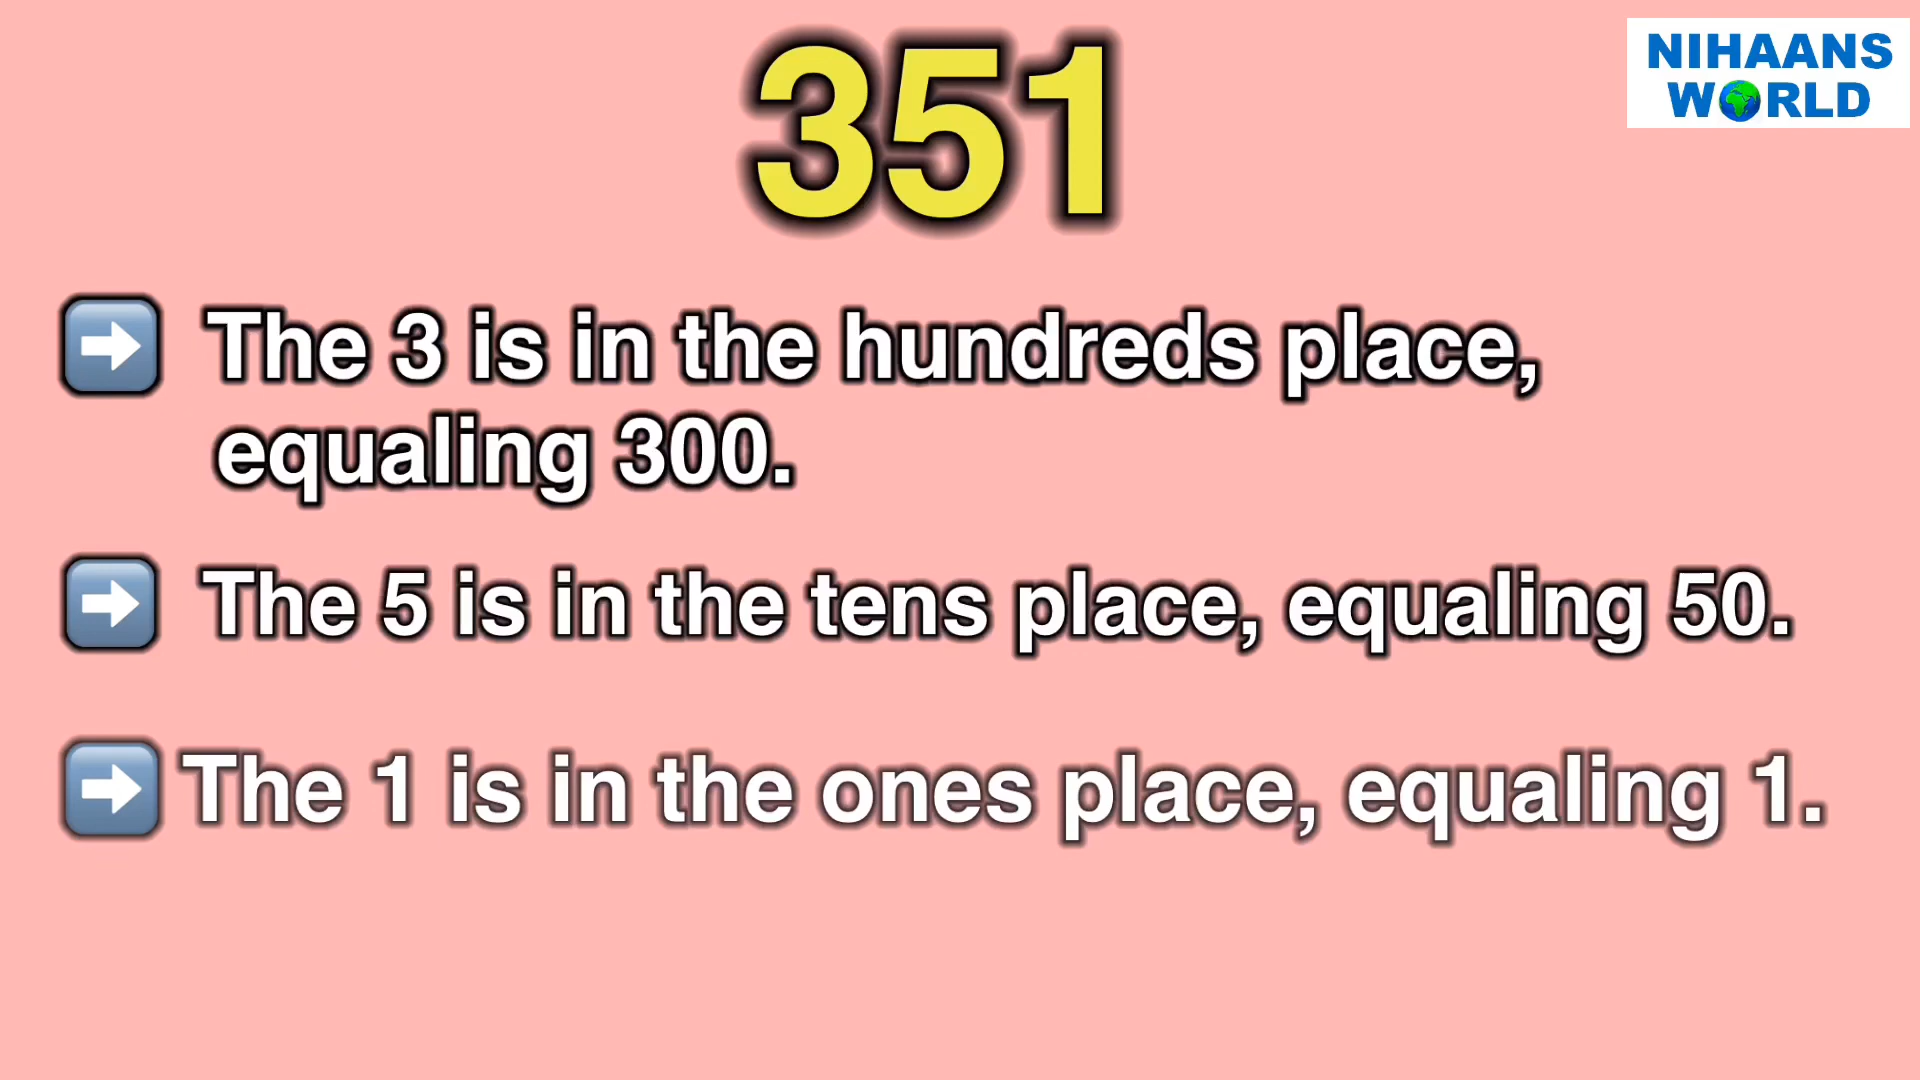 351
NIHAANS
WORLD
The 3 is in the hundreds place,
equaling 300.
The 5 is in the tens place, equaling 50.
The 1 is in the ones place, equaling 1.